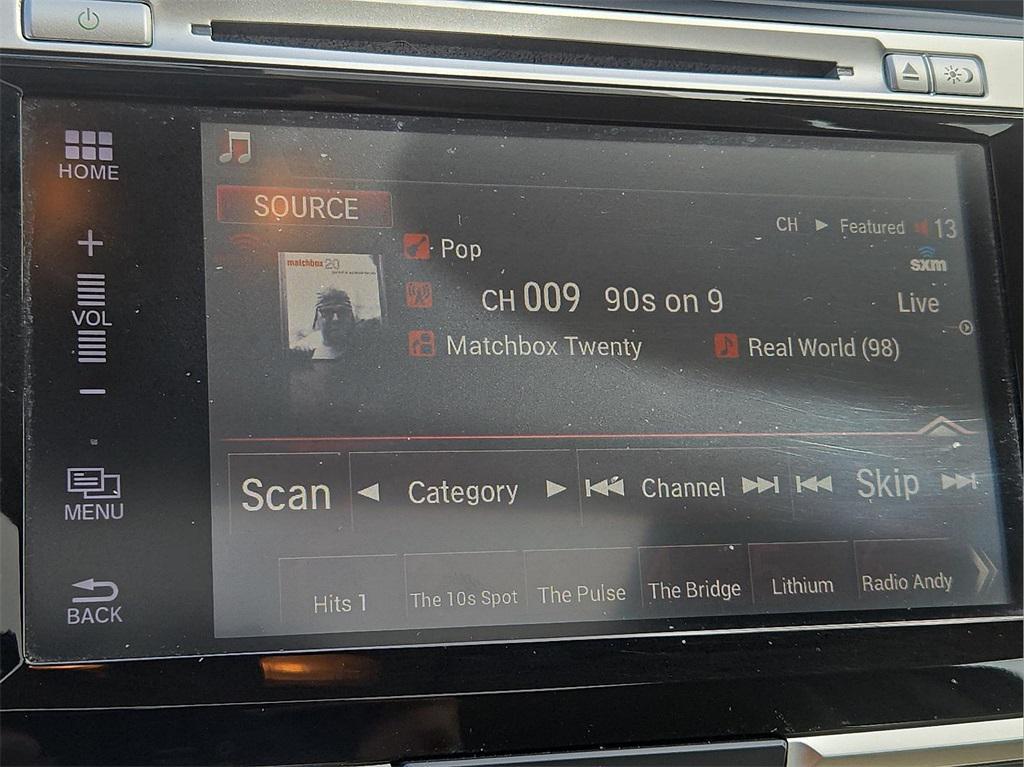 HOME
SOURCE
CH ▶ Featured 13
Pop
sxm
matchbox 20
CH 009 90s on 9
Live
VOL
Matchbox Twenty
Real World (98)
Scan
Category
Channel
Skip
MENU
Hits 1
The 10s Spot
The Pulse
The Bridge
Lithium
Radio Andy
BACK